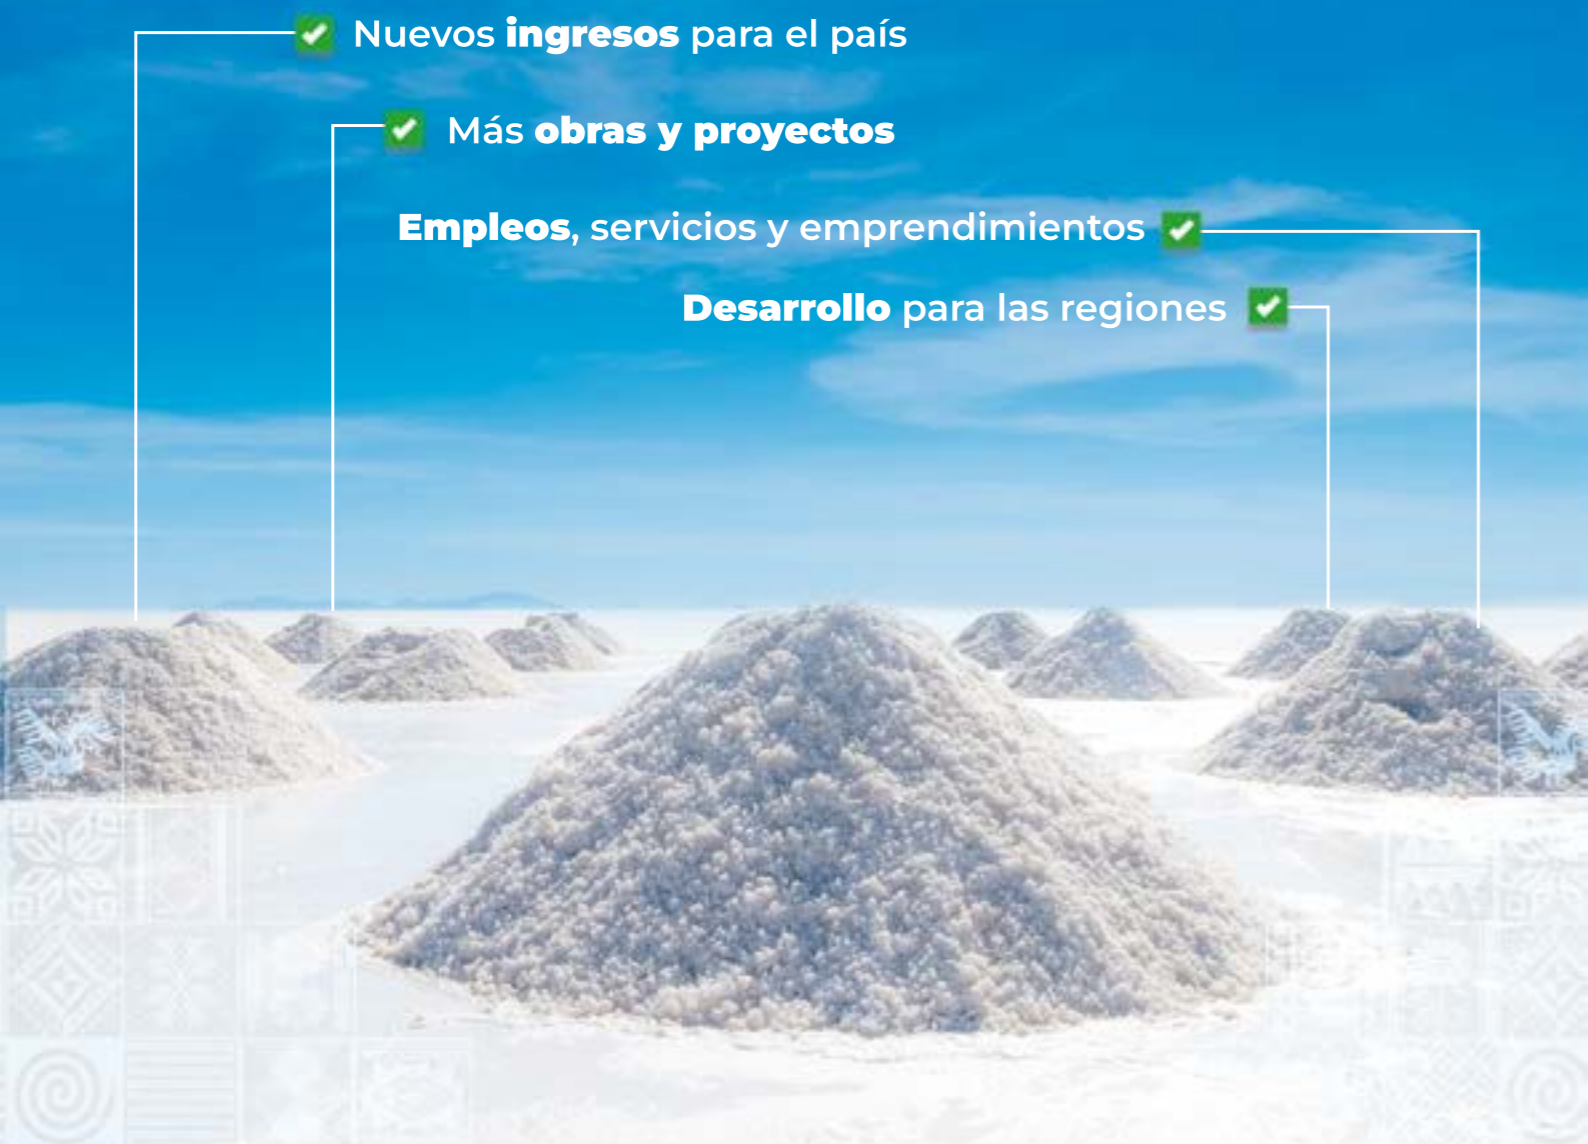 Nuevos ingresos para el país
Más obras y proyectos
Empleos, servicios y emprendimientos
Desarrollo para las regiones